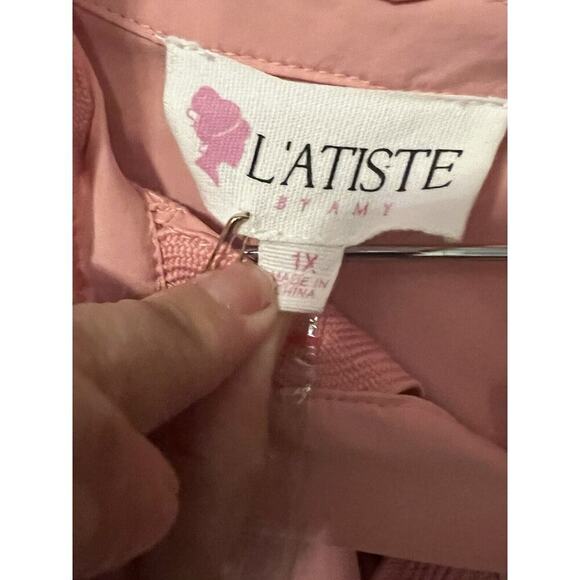 L'ATISTE
BY AMY
1X
MADE IN
CHINA